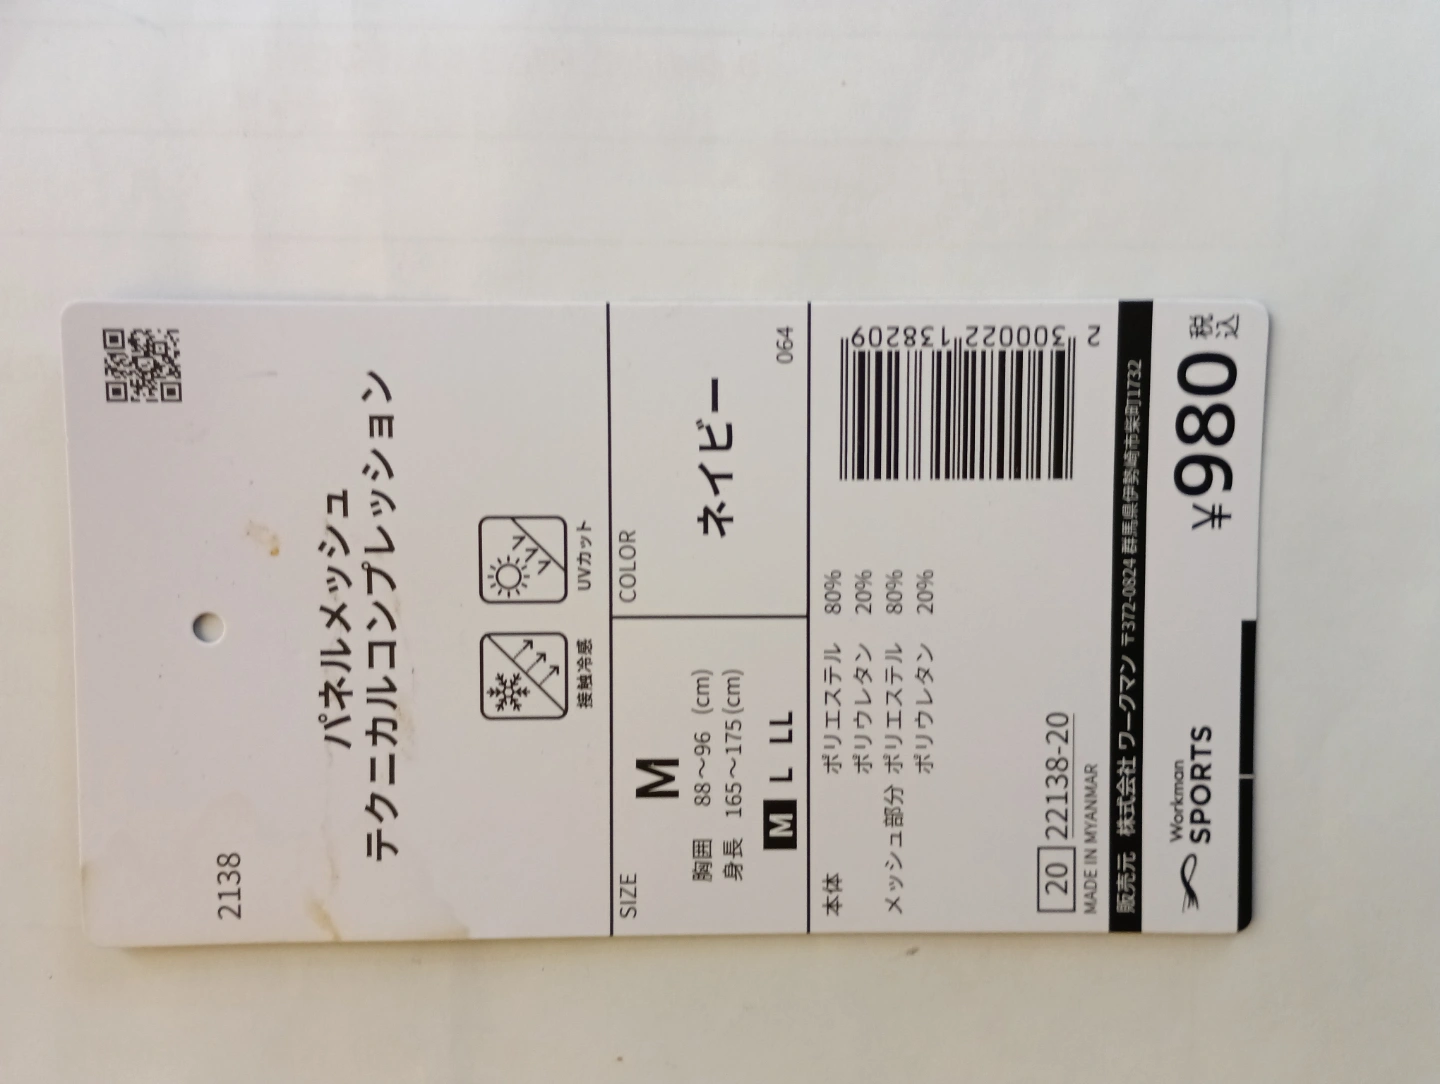 2138
パネルメッシュ
テクニカルコンプレッション
接触冷感
UVカット
SIZE
M
胸囲 88～96 (cm)
身長 165～175 (cm)
M L LL
COLOR
ネイビー
064
本体 ポリエステル 80%
ポリウレタン 20%
メッシュ部分 ポリエステル 80%
ポリウレタン 20%
2 300022 138209
20 22138-20
MADE IN MYANMAR
販売元 株式会社 ワークマン 〒372-0824 群馬県伊勢崎市柴町1732
Workman
SPORTS
¥980 税込